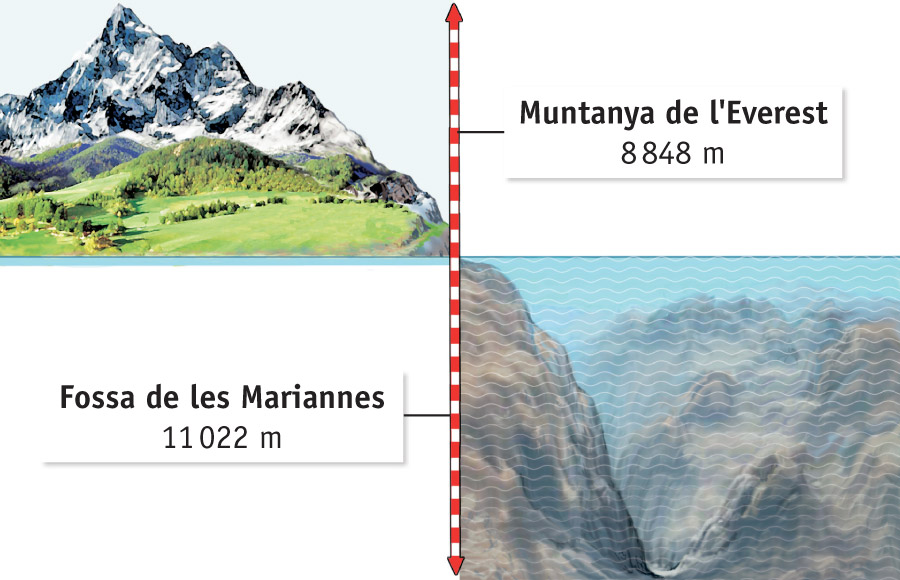 Muntanya de l'Everest
8 848 m
Fossa de les Mariannes
11 022 m